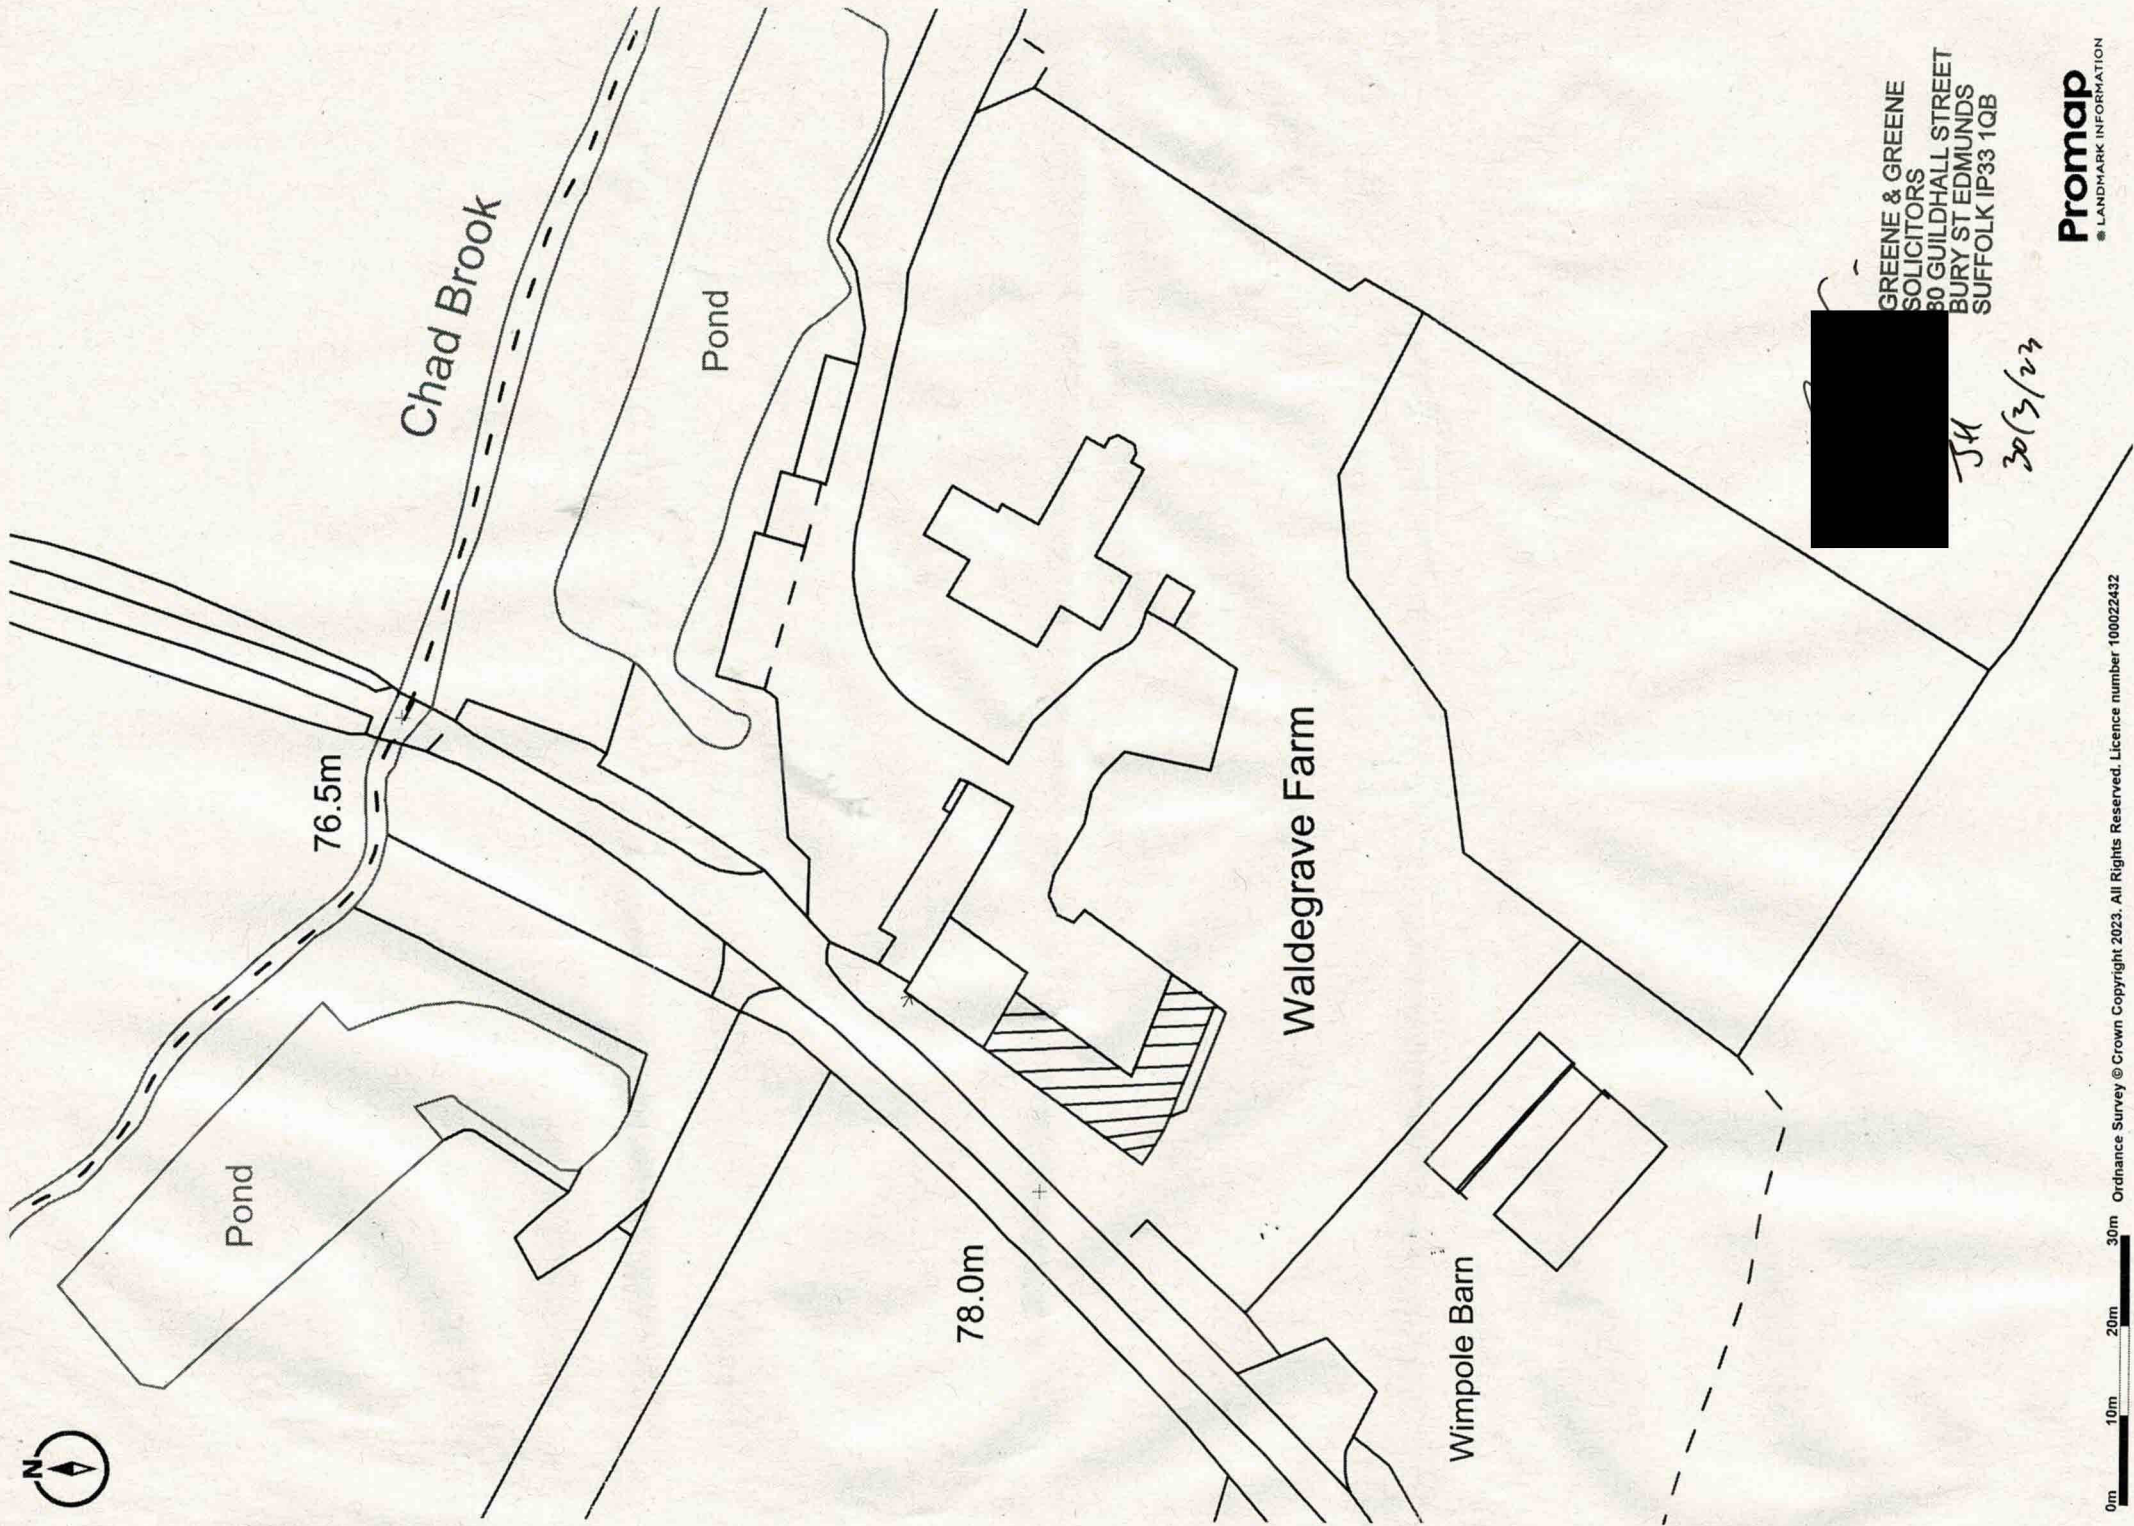 N
Chad Brook
Pond
76.5m
Pond
Waldegrave Farm
78.0m
Wimpole Barn
GREENE & GREENE
SOLICITORS
80 GUILDHALL STREET
BURY ST EDMUNDS
SUFFOLK IP33 1QB
JH
30/3/23
Promap
LANDMARK INFORMATION
0m 10m 20m 30m
Ordnance Survey © Crown Copyright 2023. All Rights Reserved. Licence number 100022432